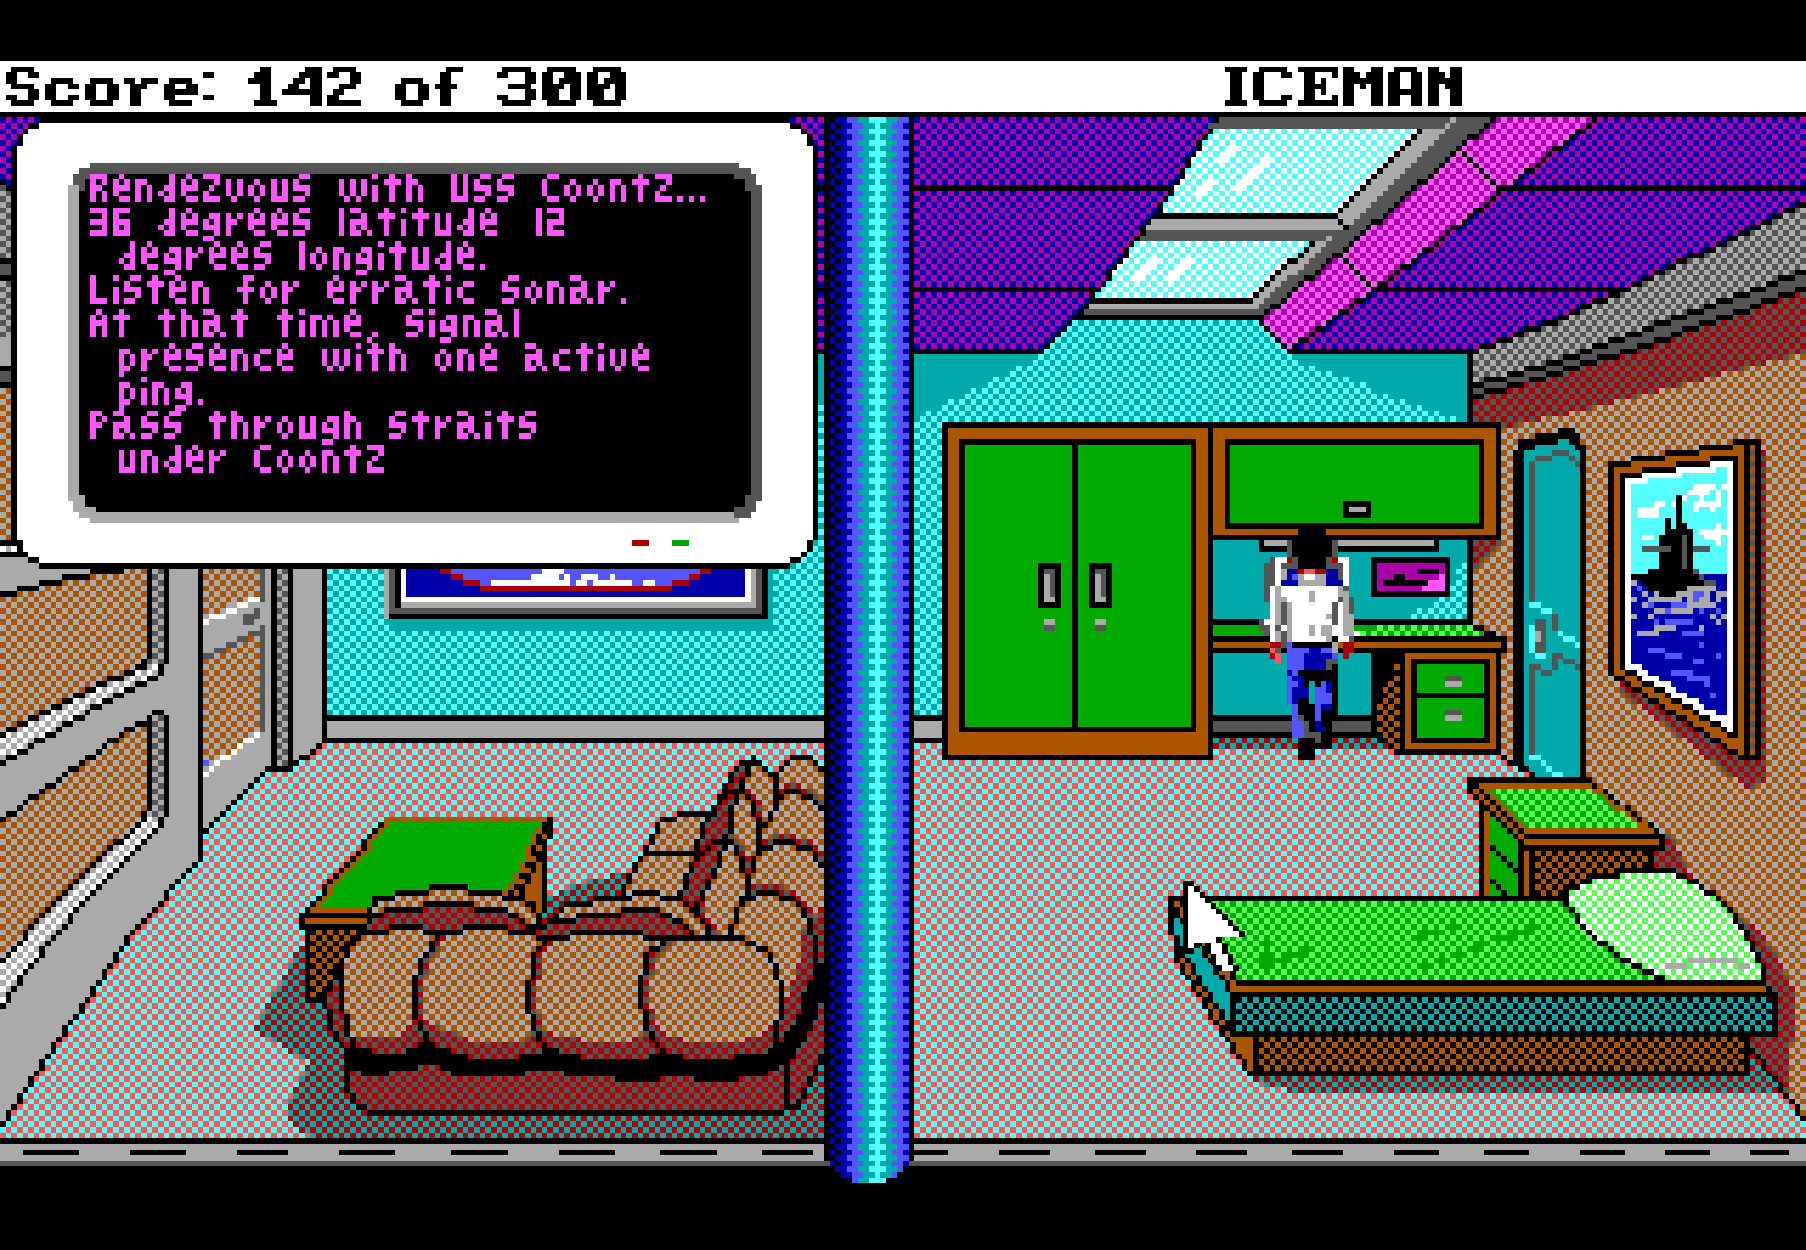 Score: 142 of 300
ICEMAN
Rendezvous with USS Coontz...
36 degrees latitude 12
degrees longitude.
Listen for erratic sonar.
At that time, signal
presence with one active
ping.
Pass through straits
under Coontz